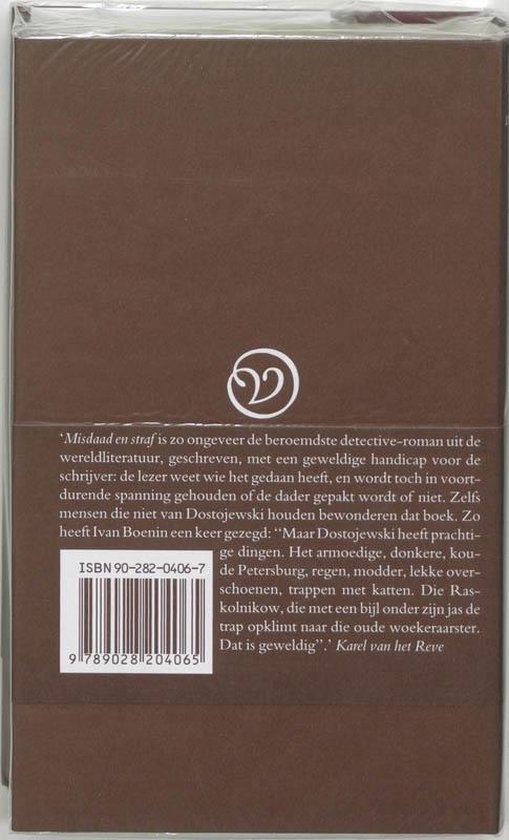 'Misdaad en straf is zo ongeveer de beroemdste detective-roman uit de
wereldliteratuur, geschreven, met een geweldige handicap voor de
schrijver: de lezer weet wie het gedaan heeft, en wordt toch in voort-
durende spanning gehouden of de dader gepakt wordt of niet. Zelfs
mensen die niet van Dostojewski houden bewonderen dat boek. Zo
heeft Ivan Boenin een keer gezegd: "Maar Dostojewski heeft prachti-
ge dingen. Het armoedige, donkere, kou-
de Petersburg, regen, modder, lekke over-
schoenen, trappen met katten. Die Ras-
kolnikow, die met een bijl onder zijn jas de
trap opklimt naar die oude woekeraarster.
Dat is geweldig".' Karel van het Reve
ISBN 90-282-0406-7
9 789028 204065